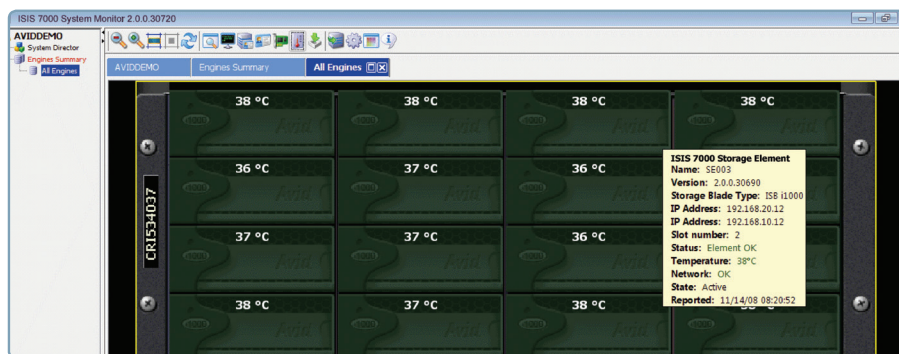 ISIS 7000 System Monitor 2.0.0.30720
AVIDDEMO
System Director
Engines Summary
All Engines
AVIDDEMO
Engines Summary
All Engines
38 °C
38 °C
38 °C
38 °C
36 °C
37 °C
36 °C
37 °C
37 °C
36 °C
38 °C
37 °C
38 °C
CRI534037
ISIS 7000 Storage Element
Name: SE003
Version: 2.0.0.30690
Storage Blade Type: ISB i1000
IP Address: 192.168.20.12
IP Address: 192.168.10.12
Slot number: 2
Status: Element OK
Temperature: 38°C
Network: OK
State: Active
Reported: 11/14/08 08:20:52